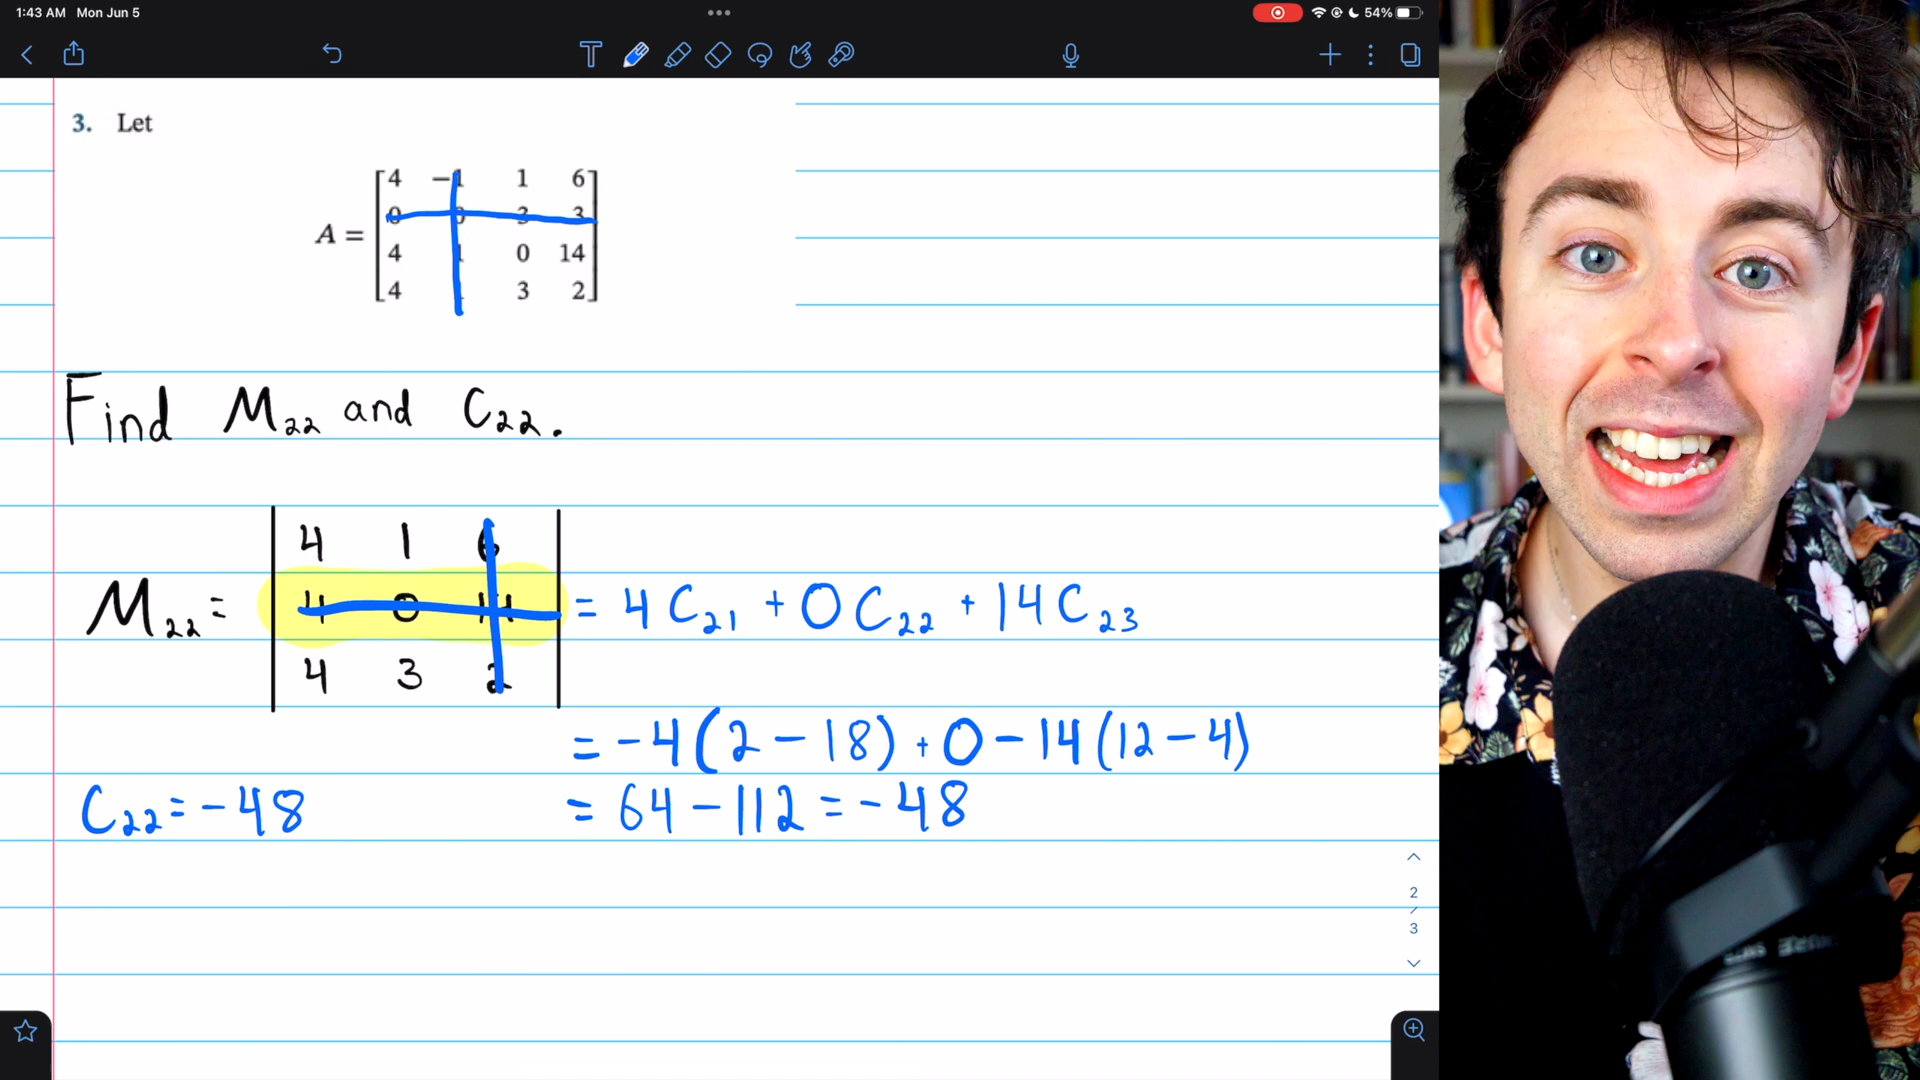 1:43 AM Mon Jun 5
54%
3. Let
A =
4 −1 1 6
0 0 3 3
4 1 0 14
4 3 2
Find M₂₂ and C₂₂.
4 1 6
M₂₂ = 4 0 14 = 4C₂₁ + 0C₂₂ + 14C₂₃
4 3 2
= -4(2 - 18) + 0 - 14(12 - 4)
C₂₂ = -48
= 64 - 112 = -48
2
/
3